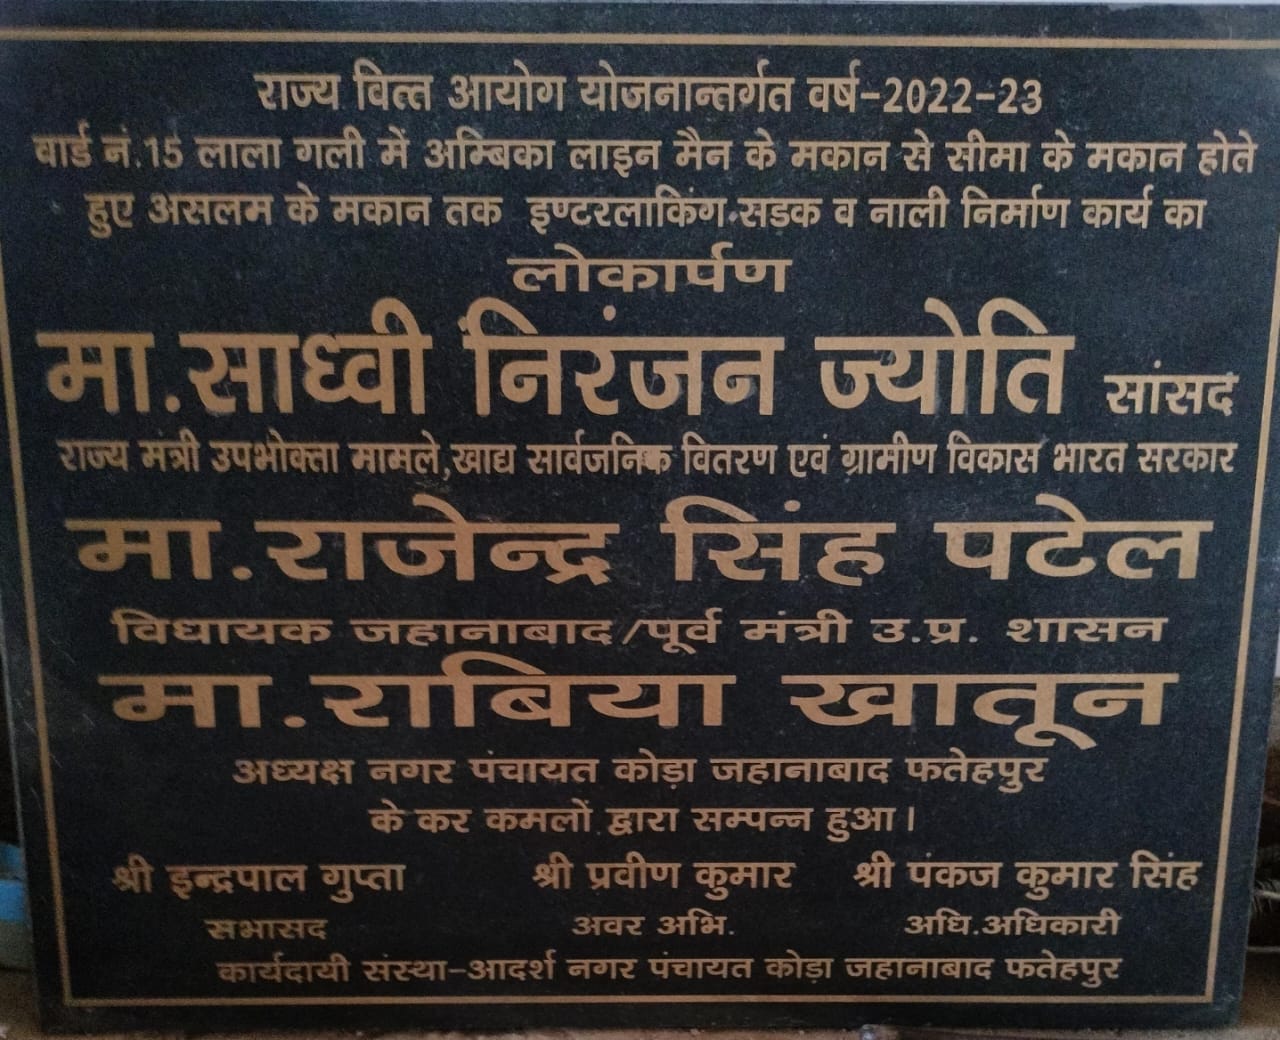 राज्य वित्त आयोग योजनान्तर्गत वर्ष-2022-23
वार्ड नं.15 लाला गली में अम्बिका लाइन मैन के मकान से सीमा के मकान होते
हुए असलम के मकान तक इण्टरलाकिंग.सडक व नाली निर्माण कार्य का
लोकार्पण
मा.साध्वी निरंजन ज्योति सांसद
राज्य मंत्री उपभोक्ता मामले,खाद्य सार्वजनिक वितरण एवं ग्रामीण विकास भारत सरकार
मा.राजेन्द्र सिंह पटेल
विधायक जहानाबाद/पूर्व मंत्री उ.प्र. शासन
मा.राबिया खातून
अध्यक्ष नगर पंचायत कोड़ा जहानाबाद फतेहपुर
के कर कमलों द्वारा सम्पन्न हुआ।
श्री इन्द्रपाल गुप्ता श्री प्रवीण कुमार श्री पंकज कुमार सिंह
सभासद अवर अभि. अधि.अधिकारी
कार्यदायी संस्था-आदर्श नगर पंचायत कोड़ा जहानाबाद फतेहपुर